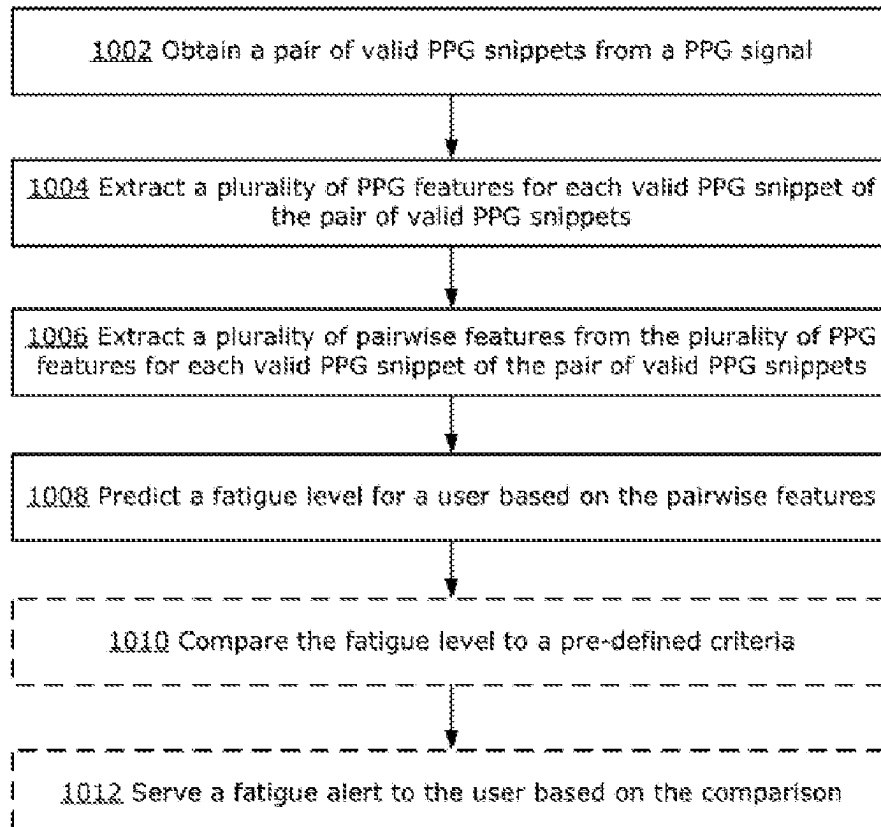 1002 Obtain a pair of valid PPG snippets from a PPG signal
1004 Extract a plurality of PPG features for each valid PPG snippet of
the pair of valid PPG snippets
1006 Extract a plurality of pairwise features from the plurality of PPG
features for each valid PPG snippet of the pair of valid PPG snippets
1008 Predict a fatigue level for a user based on the pairwise features
1010 Compare the fatigue level to a pre-defined criteria
1012 Serve a fatigue alert to the user based on the comparison